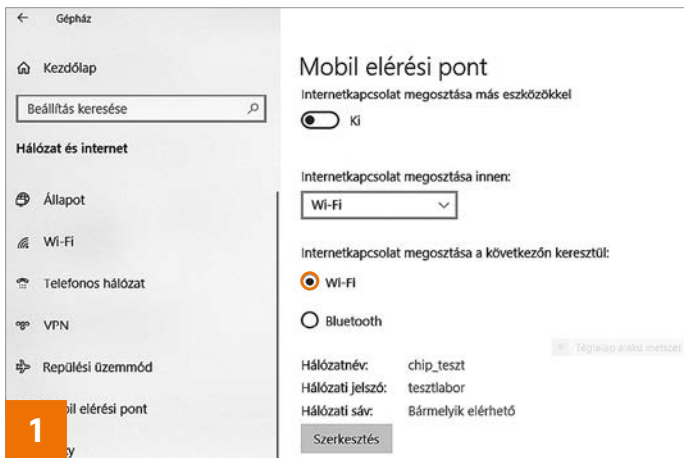 Gépház
Kezdőlap
Beállítás keresése
Hálózat és internet
Állapot
Wi-Fi
Telefonos hálózat
VPN
Repülési üzemmód
il elérési pont
y
1
Mobil elérési pont
Internetkapcsolat megosztása más eszközökkel
Ki
Internetkapcsolat megosztása innen:
Wi-Fi
Internetkapcsolat megosztása a következőn keresztül:
Wi-Fi
Bluetooth
Téglalap alakú metszet
Hálózatnév: chip_teszt
Hálózati jelszó: tesztlabor
Hálózati sáv: Bármelyik elérhető
Szerkesztés